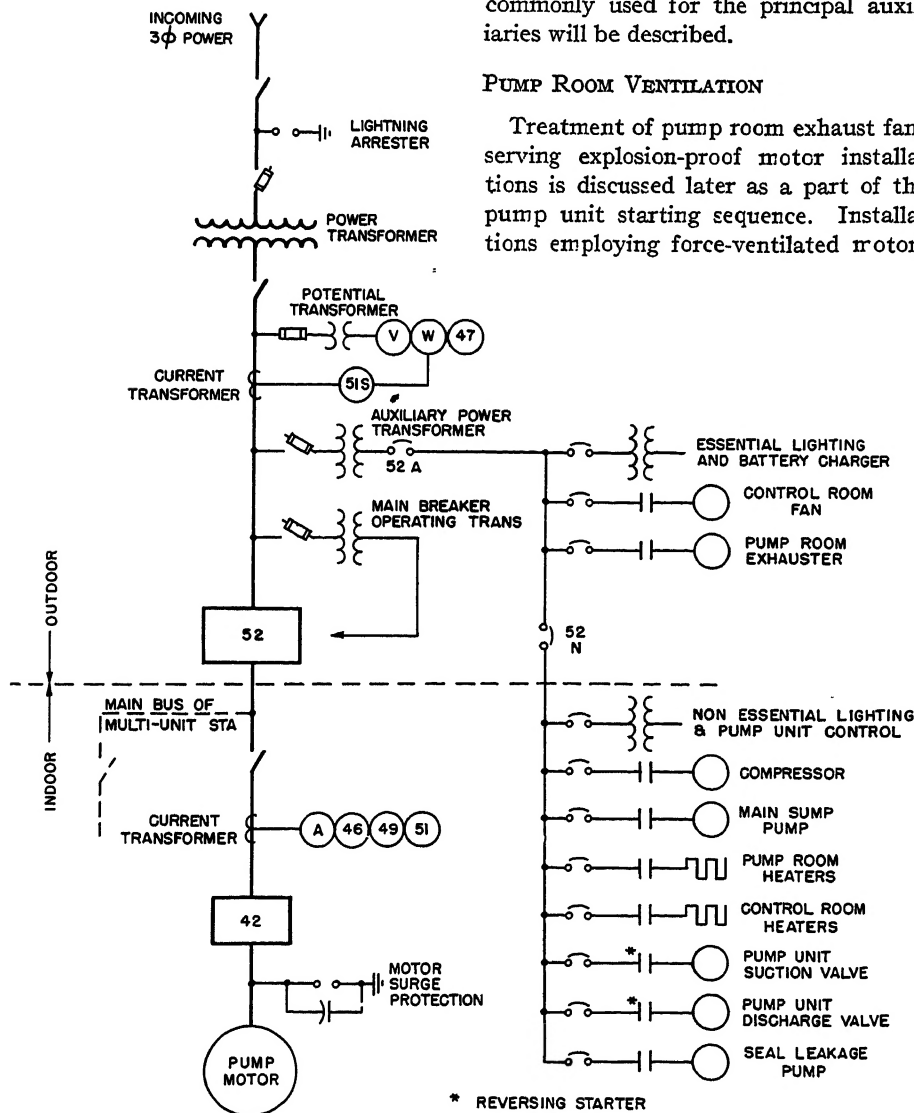 commonly used for the principal auxil-
iaries will be described.
PUMP ROOM VENTILATION
Treatment of pump room exhaust fan
serving explosion-proof motor installa
tions is discussed later as a part of th
pump unit starting sequence. Installa
tions employing force-ventilated motor
INCOMING
3ϕ POWER
LIGHTNING
ARRESTER
POWER
TRANSFORMER
POTENTIAL
TRANSFORMER
V
W
47
CURRENT
TRANSFORMER
51S
AUXILIARY POWER
TRANSFORMER
52 A
ESSENTIAL LIGHTING
AND BATTERY CHARGER
CONTROL ROOM
FAN
MAIN BREAKER
OPERATING TRANS
PUMP ROOM
EXHAUSTER
OUTDOOR
52
52
N
INDOOR
MAIN BUS OF
MULTI-UNIT STA
NON ESSENTIAL LIGHTING
& PUMP UNIT CONTROL
COMPRESSOR
CURRENT
TRANSFORMER
A
46
49
51
MAIN SUMP
PUMP
PUMP ROOM
HEATERS
42
CONTROL ROOM
HEATERS
*
PUMP UNIT
SUCTION VALVE
MOTOR
SURGE
PROTECTION
*
PUMP UNIT
DISCHARGE VALVE
SEAL LEAKAGE
PUMP
PUMP
MOTOR
* REVERSING STARTER